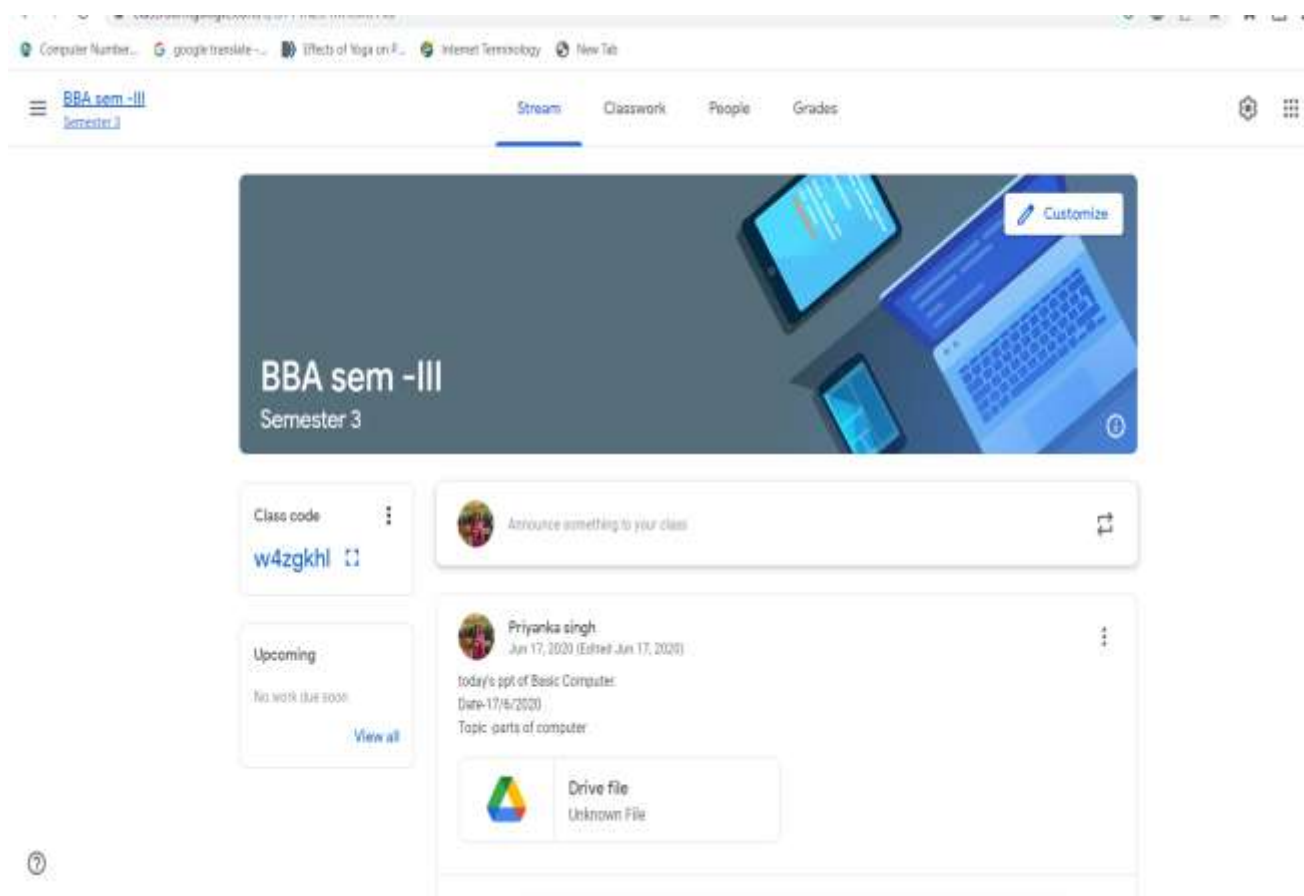 Computer Number...
google translate -...
Effects of Yoga on P...
Internet Terminology
New Tab
BBA sem -III
Semester 3
Stream
Classwork
People
Grades
Customize
BBA sem -III
Semester 3
Class code
w4zgkhl
Announce something to your class
Upcoming
No work due soon
View all
Priyanka singh
Jun 17, 2020 (Edited Jun 17, 2020)
today's ppt of Basic Computer.
Date-17/6/2020
Topic -parts of computer
Drive file
Unknown File